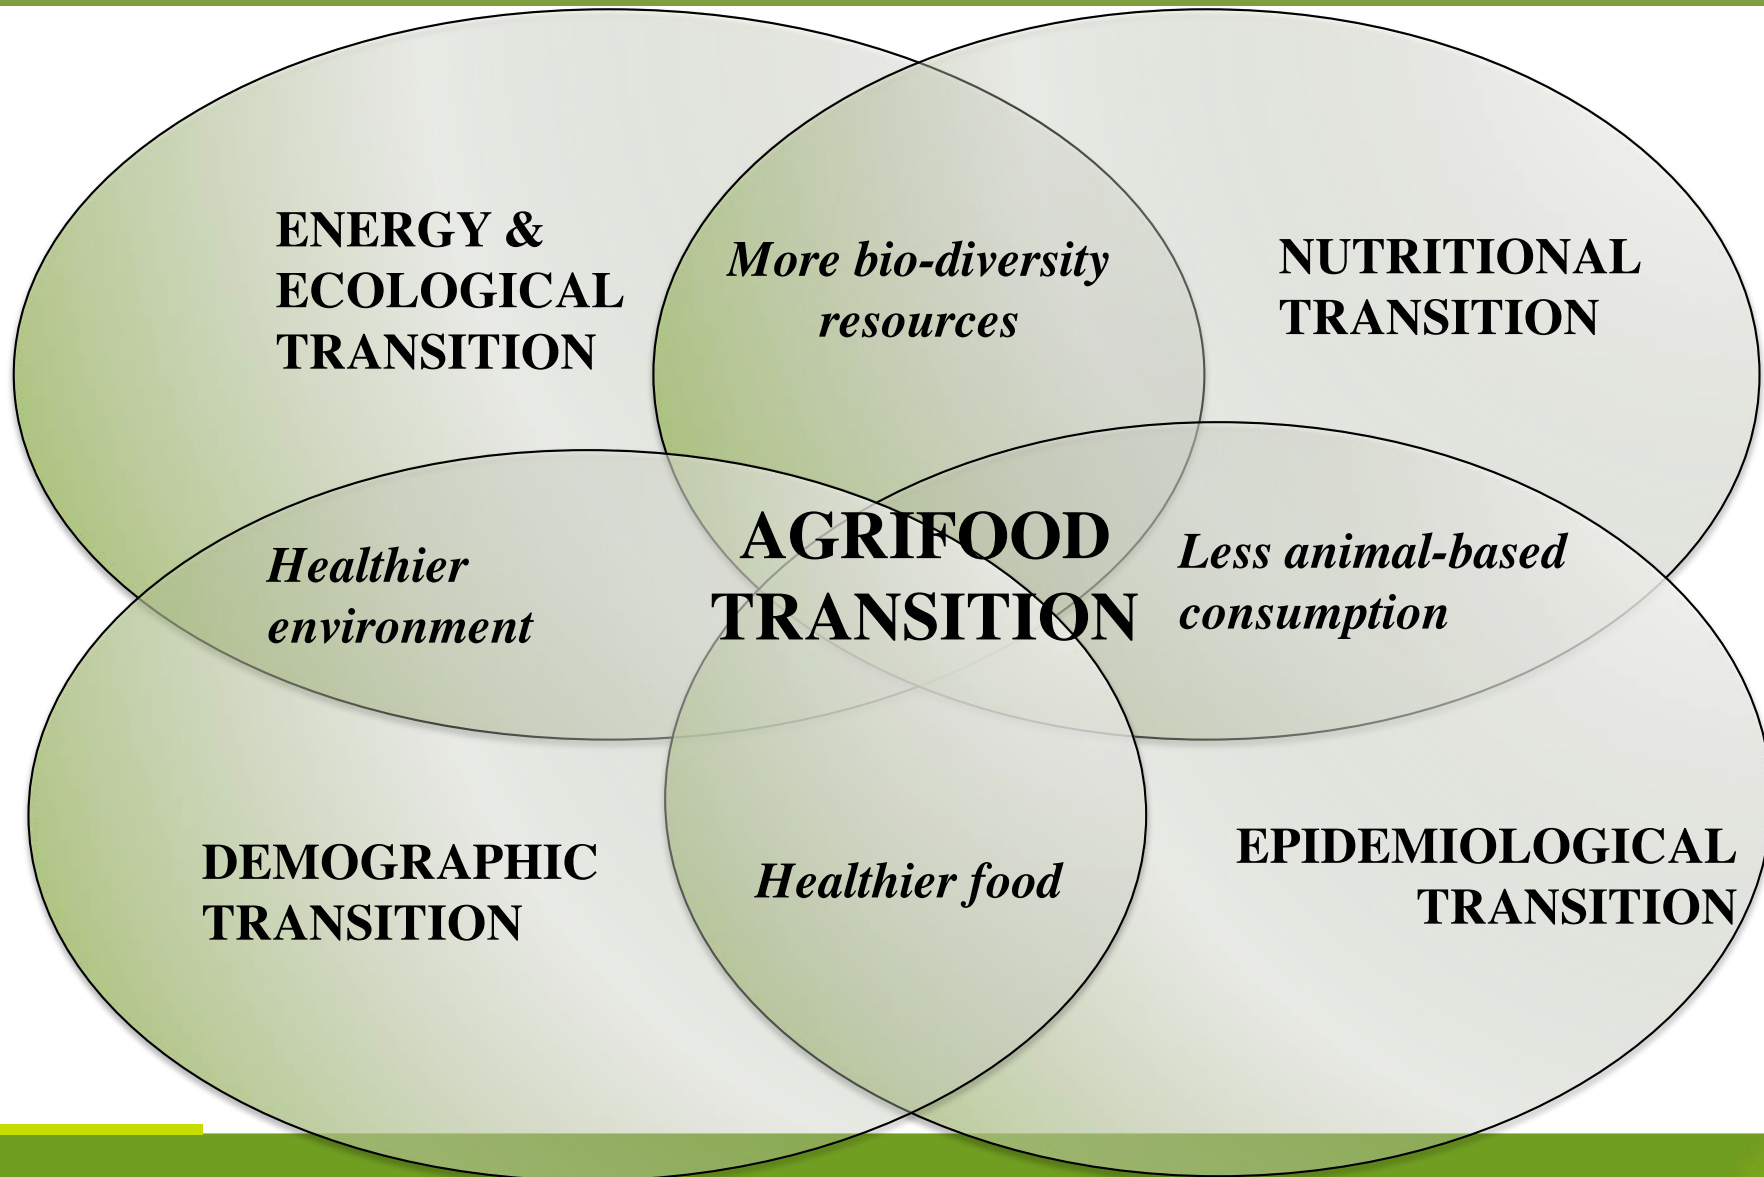 ENERGY &
ECOLOGICAL
TRANSITION
More bio-diversity
resources
NUTRITIONAL
TRANSITION
Healthier
environment
AGRIFOOD
TRANSITION
Less animal-based
consumption
DEMOGRAPHIC
TRANSITION
Healthier food
EPIDEMIOLOGICAL
TRANSITION